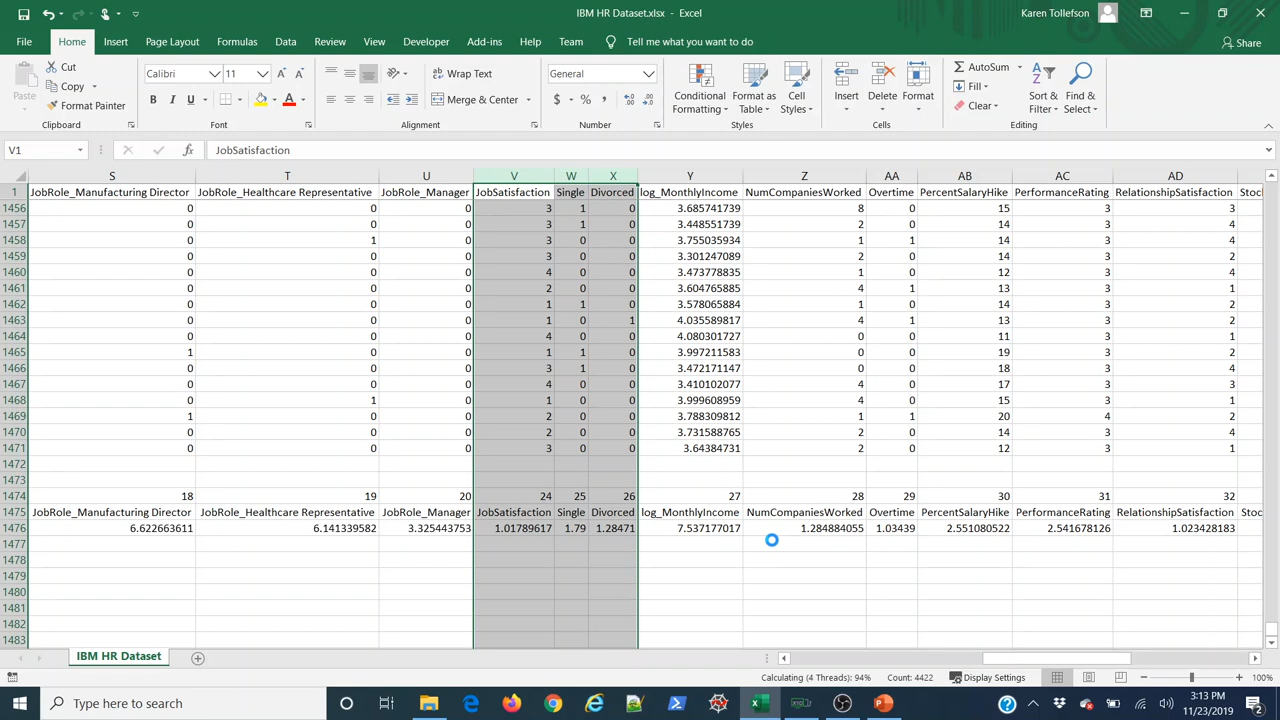 IBM HR Dataset.xlsx - Excel
Karen Tollefson
File Home Insert Page Layout Formulas Data Review View Developer Add-ins Help Team Tell me what you want to do Share
Paste
Cut
Copy
Format Painter
Clipboard
Calibri 11
B I U
Font
Wrap Text
Merge & Center
Alignment
General
$ % ,
Number
Conditional Formatting
Format as Table
Cell Styles
Styles
Insert Delete Format
Cells
AutoSum
Fill
Clear
Sort & Filter
Find & Select
Editing
V1 fx JobSatisfaction
S T U V W X Y Z AA AB AC AD
1 JobRole_Manufacturing Director JobRole_Healthcare Representative JobRole_Manager JobSatisfaction Single Divorced log_MonthlyIncome NumCompaniesWorked Overtime PercentSalaryHike PerformanceRating RelationshipSatisfaction Stoc
1456 0 0 0 3 1 0 3.685741739 8 0 15 3 3
1457 0 0 0 3 1 0 3.448551739 2 0 14 3 4
1458 0 1 0 3 0 0 3.755035934 1 1 14 3 4
1459 0 0 0 3 0 0 3.301247089 2 0 14 3 2
1460 0 0 0 4 0 0 3.473778835 1 0 12 3 4
1461 0 0 0 2 0 0 3.604765885 4 1 13 3 1
1462 0 0 0 1 1 0 3.578065884 1 0 14 3 2
1463 0 0 0 1 0 1 4.035589817 4 1 13 3 2
1464 0 0 0 4 0 0 4.080301727 0 0 11 3 1
1465 1 0 0 1 1 0 3.997211583 0 0 19 3 2
1466 0 0 0 3 1 0 3.472171147 0 0 18 3 4
1467 0 0 0 4 0 0 3.410102077 4 0 17 3 3
1468 0 1 0 1 0 0 3.999608959 4 0 15 3 1
1469 1 0 0 2 0 0 3.788309812 1 1 20 4 2
1470 0 0 0 2 0 0 3.731588765 2 0 14 3 4
1471 0 0 0 3 0 0 3.64384731 2 0 12 3 1
1472
1473
1474 18 19 20 24 25 26 27 28 29 30 31 32
1475 JobRole_Manufacturing Director JobRole_Healthcare Representative JobRole_Manager JobSatisfaction Single Divorced log_MonthlyIncome NumCompaniesWorked Overtime PercentSalaryHike PerformanceRating RelationshipSatisfaction Stoc
1476 6.622663611 6.141339582 3.325443753 1.01789617 1.79 1.28471 7.537177017 1.284884055 1.03439 2.551080522 2.541678126 1.023428183
1477
1478
1479
1480
1481
1482
1483
IBM HR Dataset
Calculating (4 Threads): 94% Count: 4422 Display Settings 100%
Type here to search
3:13 PM
11/23/2019
2